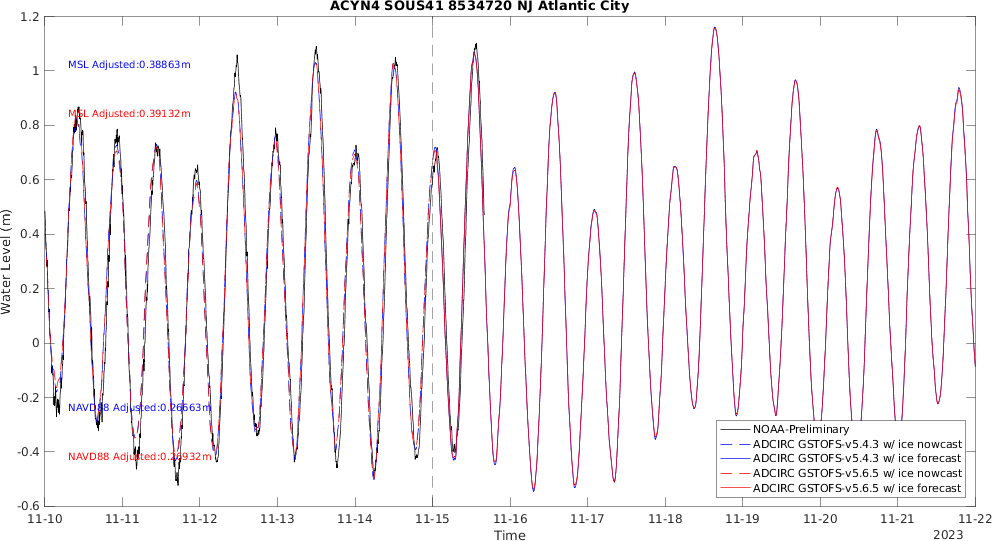 ACYN4 SOUS41 8534720 NJ Atlantic City
Water Level (m)
1.2
1
0.8
0.6
0.4
0.2
0
-0.2
-0.4
-0.6
MSL Adjusted:0.38863m
MSL Adjusted:0.39132m
NAVD88 Adjusted:0.26663m
NAVD88 Adjusted:0.26932m
NOAA-Preliminary
ADCIRC GSTOFS-v5.4.3 w/ ice nowcast
ADCIRC GSTOFS-v5.4.3 w/ ice forecast
ADCIRC GSTOFS-v5.6.5 w/ ice nowcast
ADCIRC GSTOFS-v5.6.5 w/ ice forecast
11-10 11-11 11-12 11-13 11-14 11-15 11-16 11-17 11-18 11-19 11-20 11-21 11-22
Time
2023